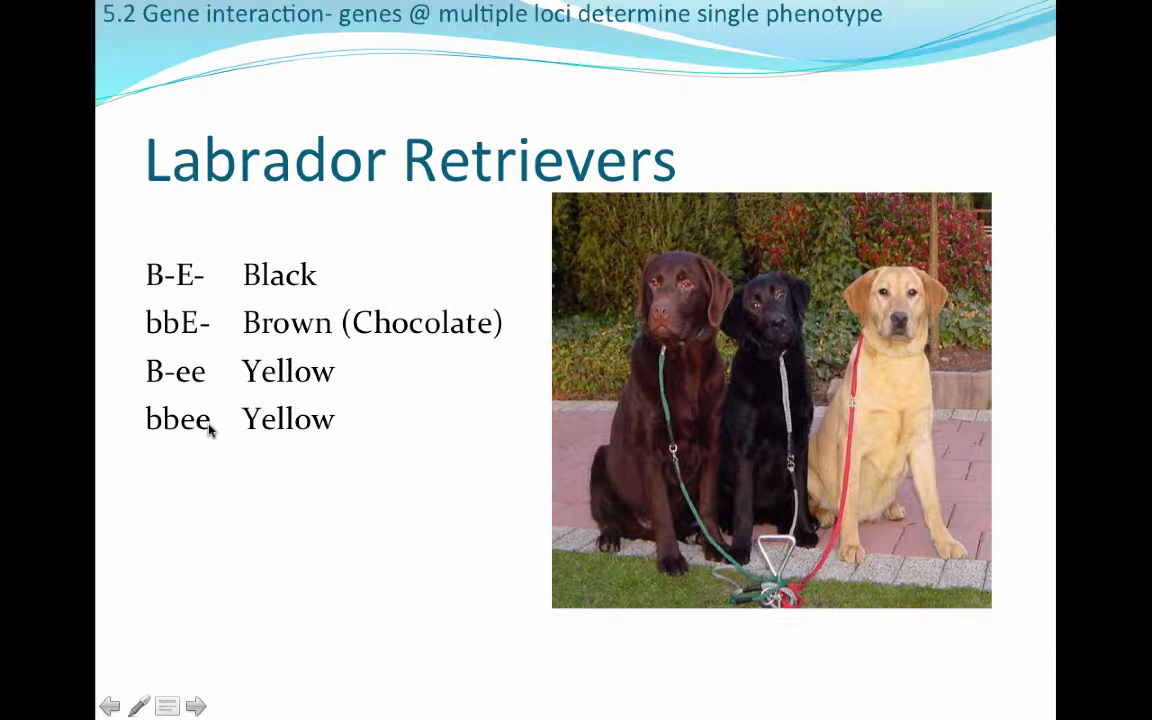 5.2 Gene interaction- genes @ multiple loci determine single phenotype
Labrador Retrievers
B-E- Black
bbE- Brown (Chocolate)
B-ee Yellow
bbee Yellow